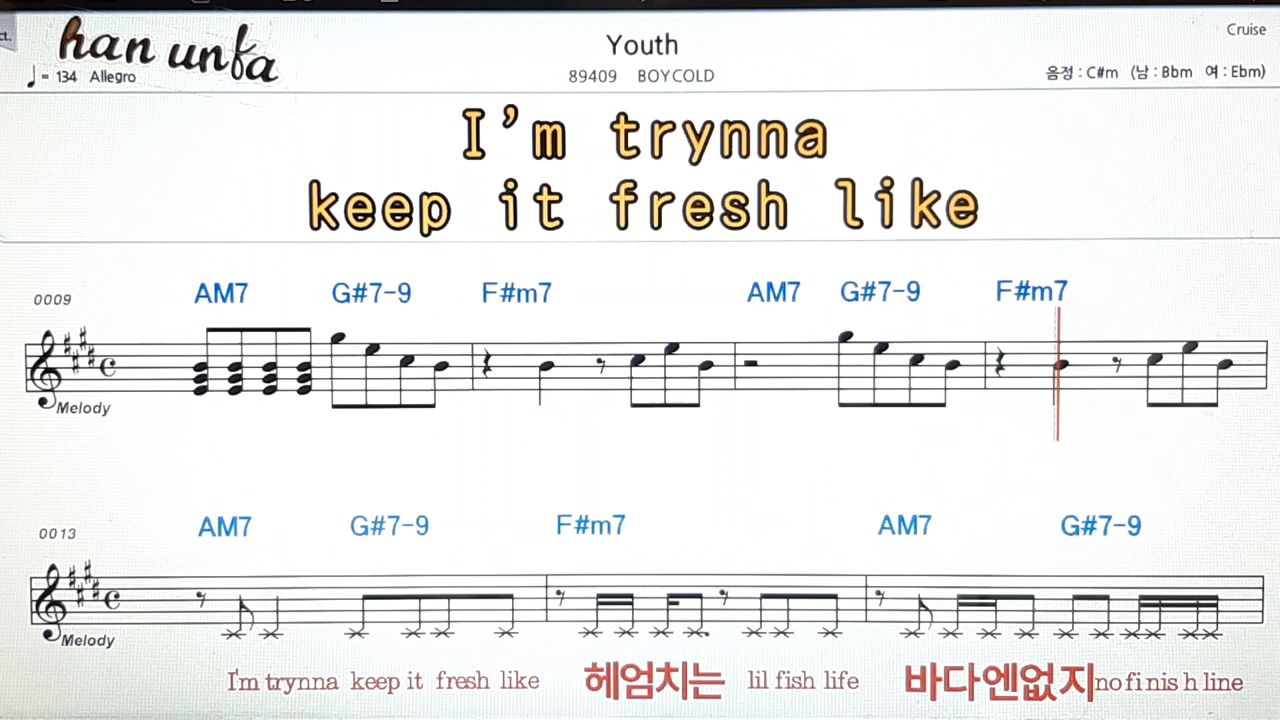 han unfa
Cruise
Youth
♩= 134 Allegro
89409 BOYCOLD
음정 : C#m (남 : Bbm 여 : Ebm)
I'm trynna
keep it fresh like
0009
AM7 G#7-9 F#m7 AM7 G#7-9 F#m7
Melody
0013
AM7 G#7-9 F#m7 AM7 G#7-9
Melody
I'm trynna keep it fresh like 헤엄치는 lil fish life 바다엔없지 no finish line